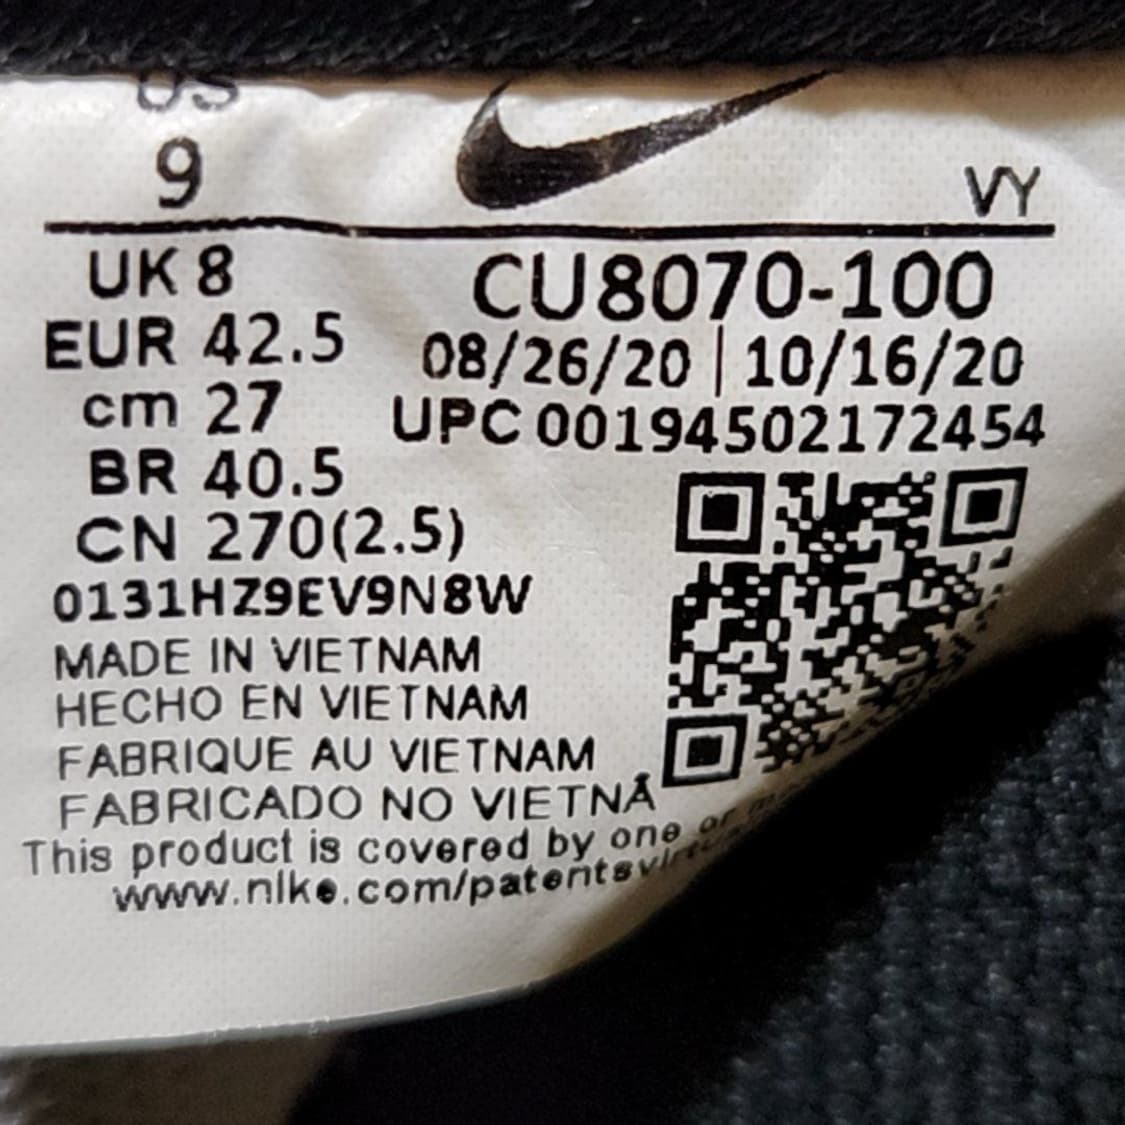 US
9
VY
UK 8
EUR 42.5
cm 27
BR 40.5
CN 270(2.5)
0131HZ9EV9N8W
CU8070-100
08/26/20 | 10/16/20
UPC 00194502172454
MADE IN VIETNAM
HECHO EN VIETNAM
FABRIQUE AU VIETNAM
FABRICADO NO VIETNÃ
This product is covered by one or
www.nike.com/patents